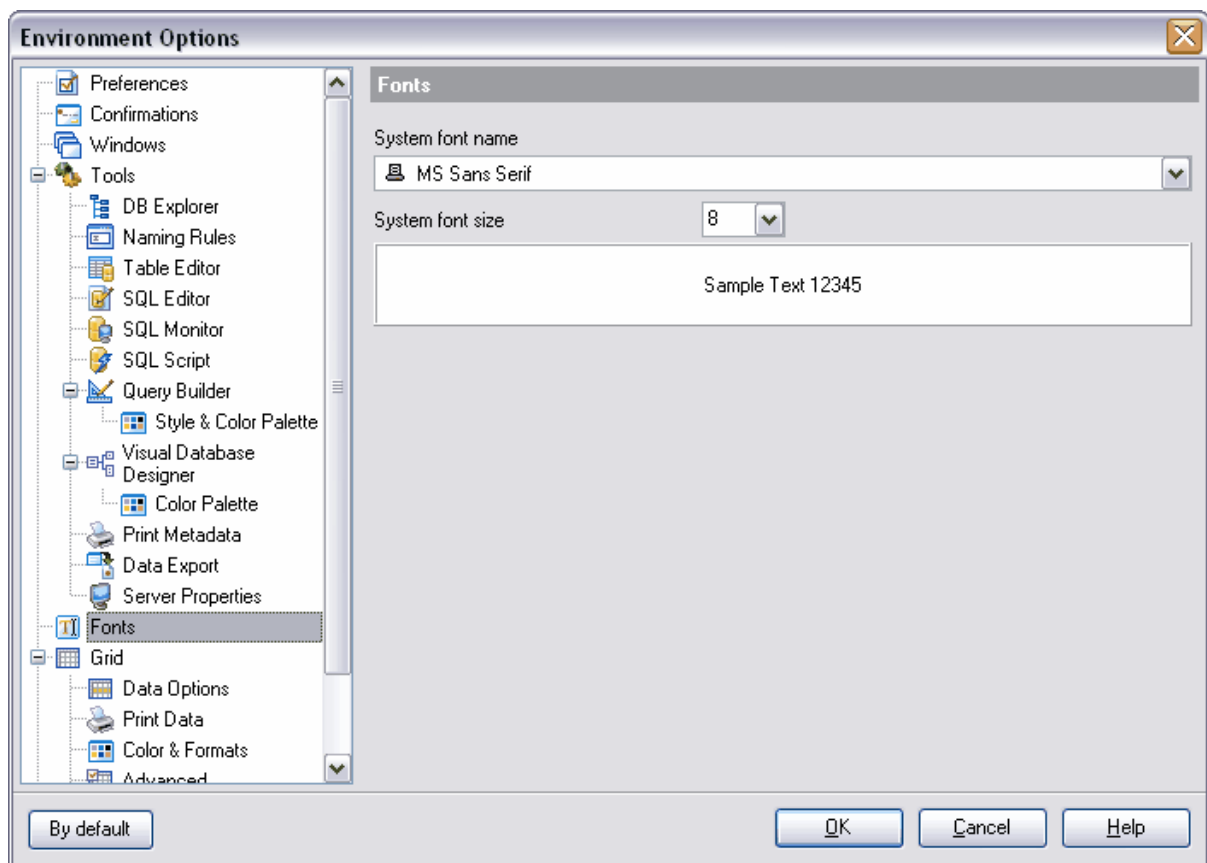 Environment Options
Preferences
Confirmations
Windows
Tools
DB Explorer
Naming Rules
Table Editor
SQL Editor
SQL Monitor
SQL Script
Query Builder
Style & Color Palette
Visual Database
Designer
Color Palette
Print Metadata
Data Export
Server Properties
Fonts
Grid
Data Options
Print Data
Color & Formats
Advanced
Fonts
System font name
MS Sans Serif
System font size 8
Sample Text 12345
By default
OK
Cancel
Help